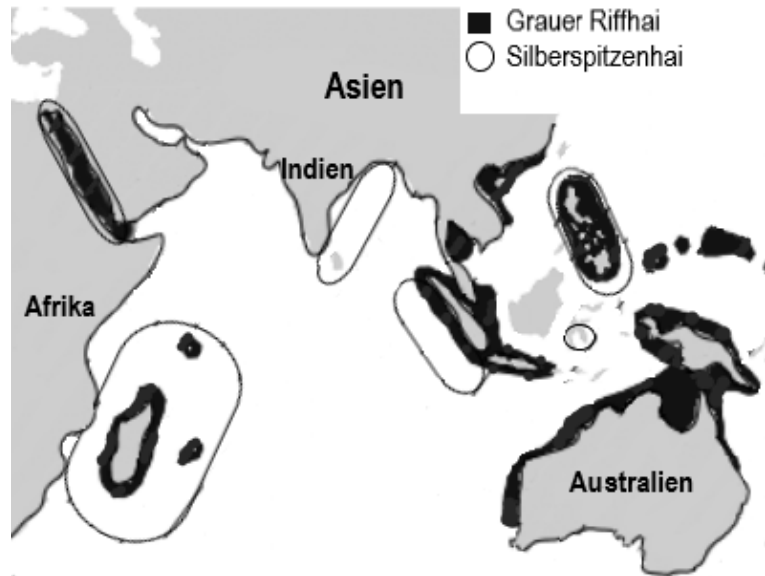 Grauer Riffhai
Silberspitzenhai
Asien
Indien
Afrika
Australien